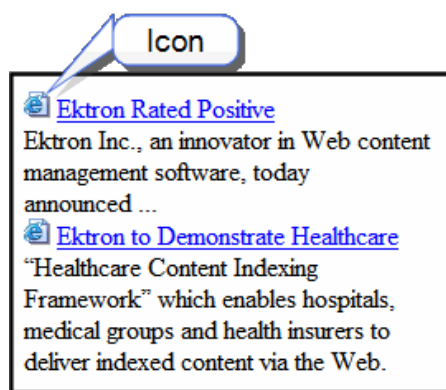 Icon
Ektron Rated Positive
Ektron Inc., an innovator in Web content
management software, today
announced ...
Ektron to Demonstrate Healthcare
“Healthcare Content Indexing
Framework” which enables hospitals,
medical groups and health insurers to
deliver indexed content via the Web.